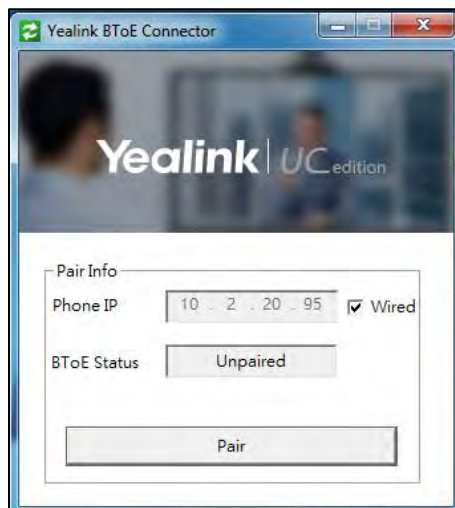 Yealink BToE Connector
Yealink | UC edition
Pair Info
Phone IP 10 . 2 . 20 . 95 Wired
BToE Status Unpaired
Pair